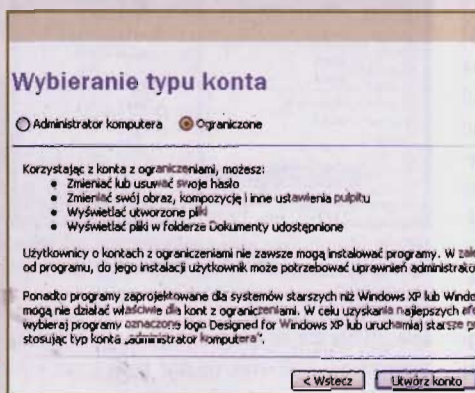 Wybieranie typu konta
Administrator komputera Ograniczone
Korzystając z konta z ograniczeniami, możesz:
• Zmieniać lub usuwać swoje hasło
• Zmieniać swój obraz, kompozycję i inne ustawienia pulpitu
• Wyświetlać utworzone pliki
• Wyświetlać pliki w folderze Dokumenty udostępnione
Użytkownicy o kontach z ograniczeniami nie zawsze mogą instalować programy. W
od programu, do jego instalacji użytkownik może potrzebować uprawnień
Ponadto programy zaprojektowane dla systemów starszych niż Windows XP lub
mogą nie działać właściwie dla kont z ograniczeniami. W celu uzyskania najlepszych
wybieraj programy oznaczone logo Designed for Windows XP lub uruchamiaj starsze
stosując typ konta „administrator komputera".
< Wstecz Utwórz konto